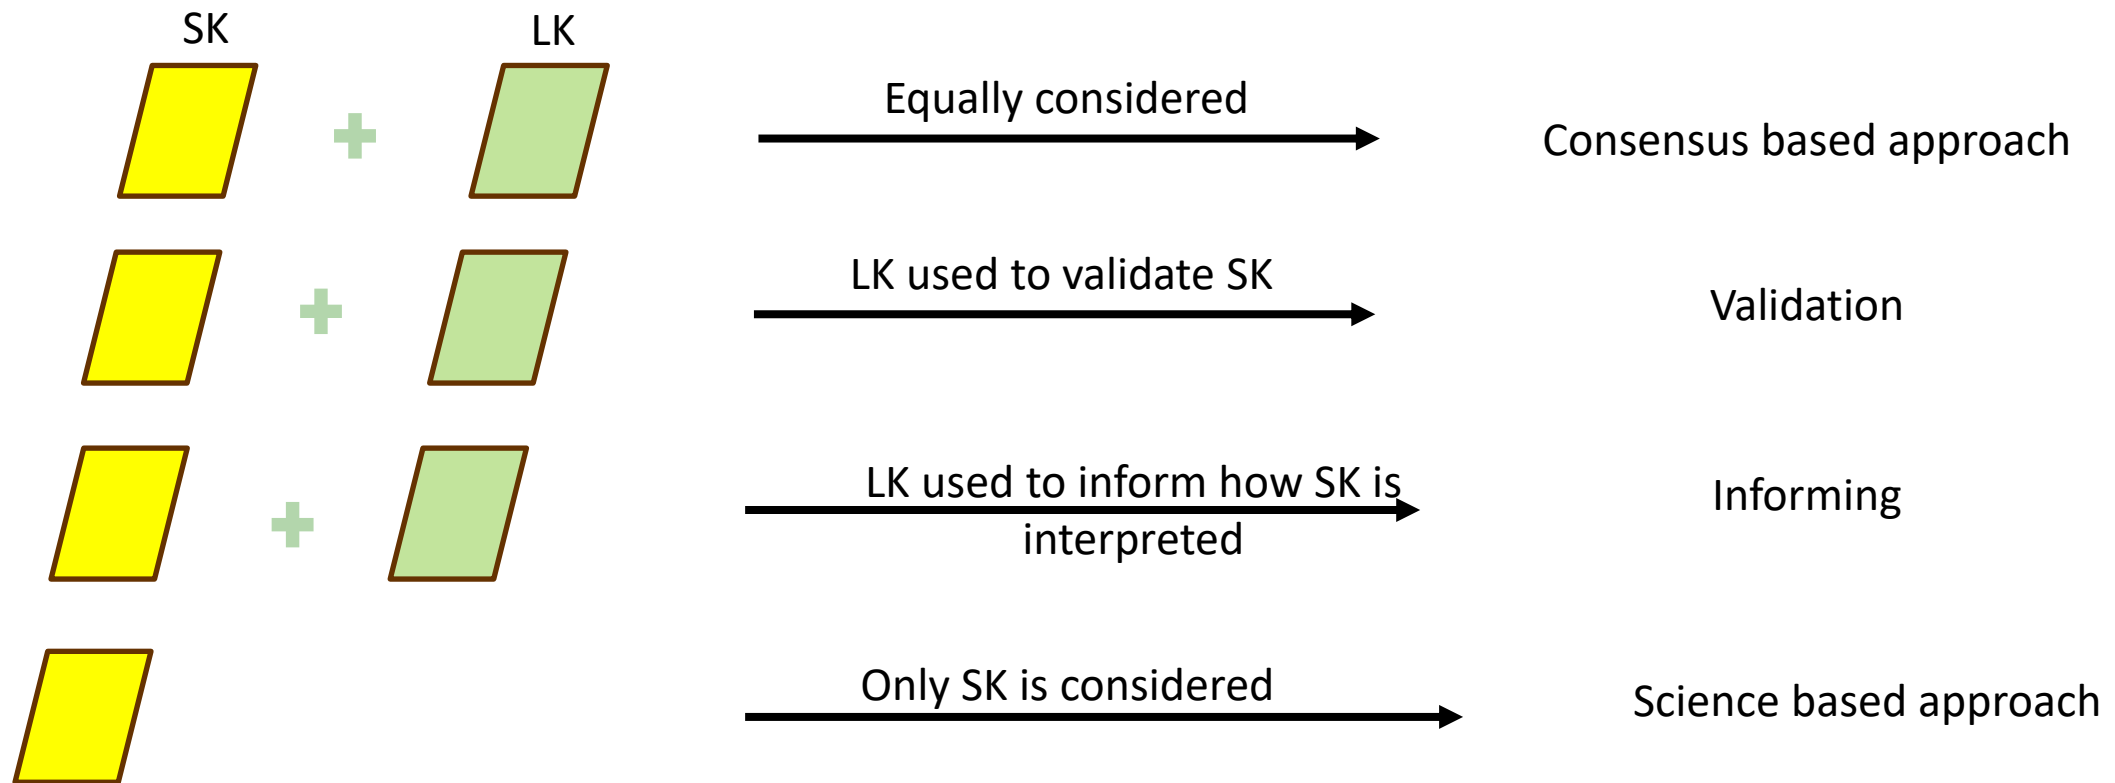 SK
LK
Equally considered
Consensus based approach
LK used to validate SK
Validation
LK used to inform how SK is
interpreted
Informing
Only SK is considered
Science based approach